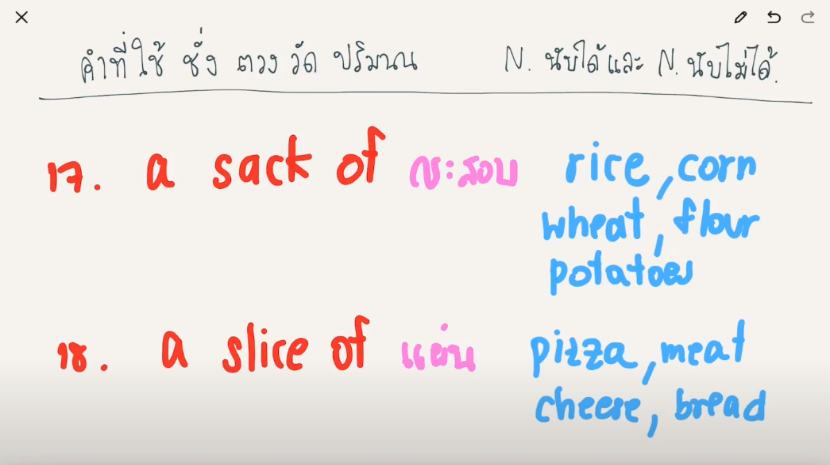 คำที่ใช้ ชั่ง ตวง วัด ปริมาณ N. นับได้และ N. นับไม่ได้.
17. a sack of กระสอบ rice, corn
wheat, flour
potatoes
18. a slice of แผ่น pizza, meat
cheese, bread